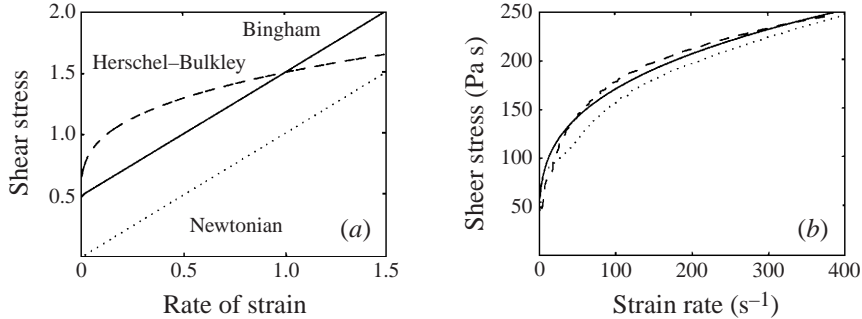 2.0
1.5
1.0
0.5
0
0.5
1.0
1.5
Shear stress
Rate of strain
Bingham
Herschel–Bulkley
Newtonian
(a)
250
200
150
100
50
0
100
200
300
400
Sheer stress (Pa s)
Strain rate (s–1)
(b)